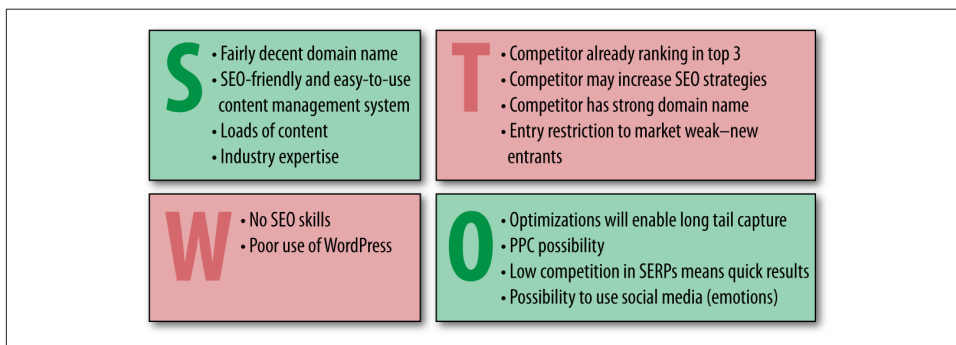 S
• Fairly decent domain name
• SEO-friendly and easy-to-use
content management system
• Loads of content
• Industry expertise
T
• Competitor already ranking in top 3
• Competitor may increase SEO strategies
• Competitor has strong domain name
• Entry restriction to market weak–new
entrants
W
• No SEO skills
• Poor use of WordPress
O
• Optimizations will enable long tail capture
• PPC possibility
• Low competition in SERPs means quick results
• Possibility to use social media (emotions)